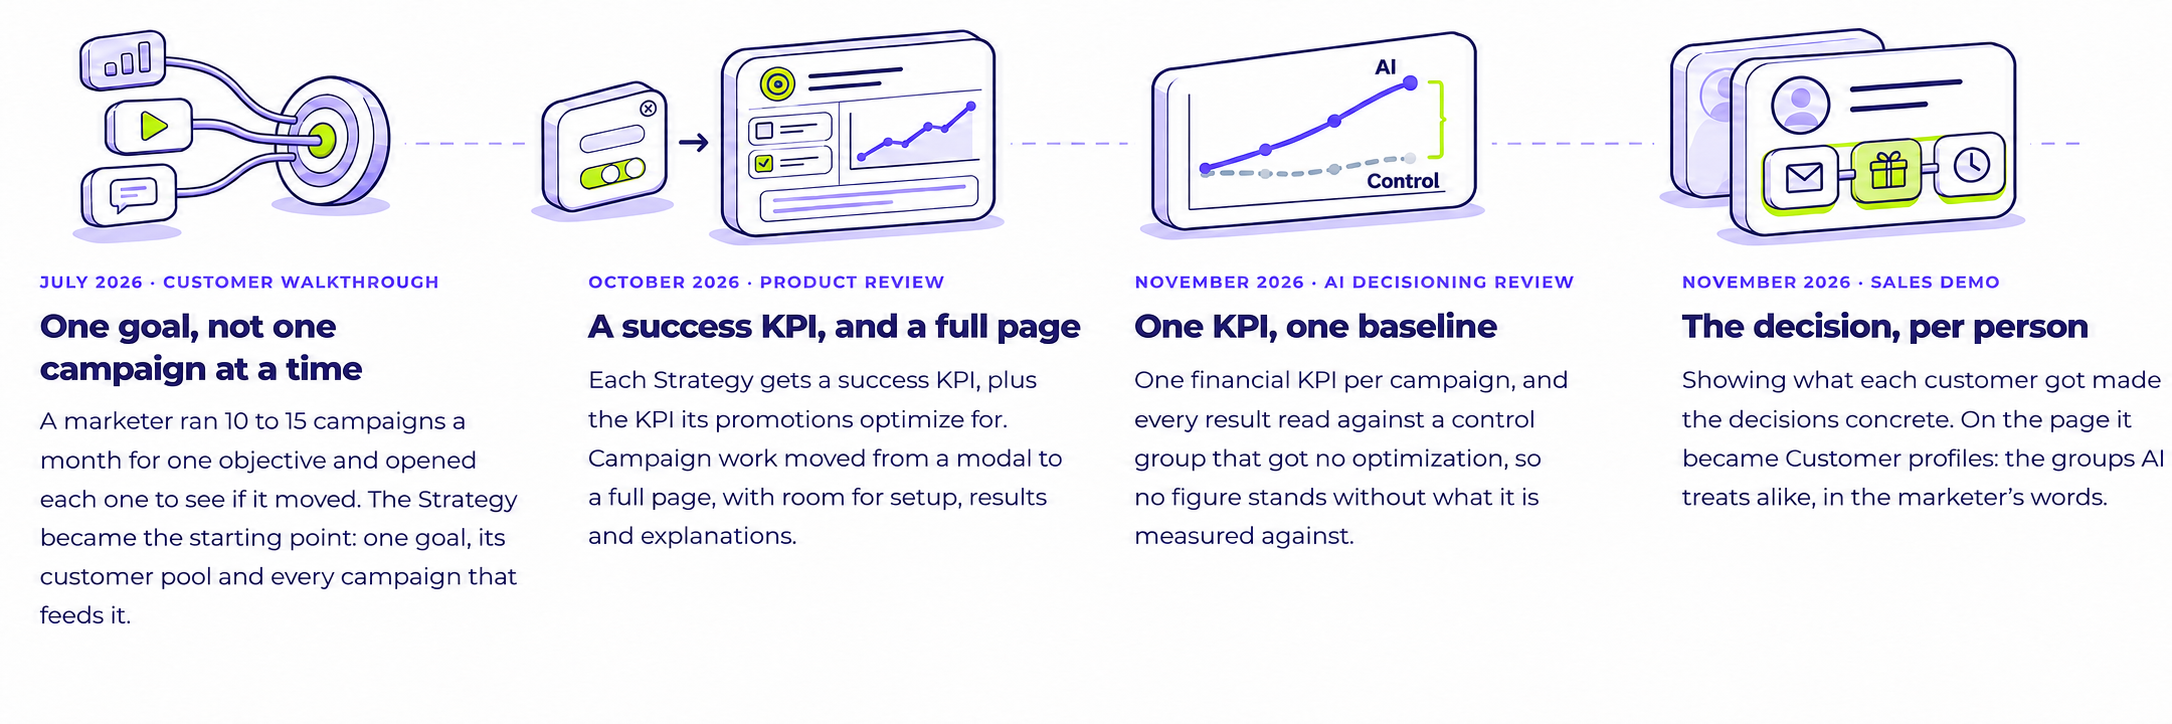 AI
Control
JULY 2026 · CUSTOMER WALKTHROUGH
One goal, not one
campaign at a time
A marketer ran 10 to 15 campaigns a
month for one objective and opened
each one to see if it moved. The Strategy
became the starting point: one goal, its
customer pool and every campaign that
feeds it.
OCTOBER 2026 · PRODUCT REVIEW
A success KPI, and a full page
Each Strategy gets a success KPI, plus
the KPI its promotions optimize for.
Campaign work moved from a modal to
a full page, with room for setup, results
and explanations.
NOVEMBER 2026 · AI DECISIONING REVIEW
One KPI, one baseline
One financial KPI per campaign, and
every result read against a control
group that got no optimization, so
no figure stands without what it is
measured against.
NOVEMBER 2026 · SALES DEMO
The decision, per person
Showing what each customer got made
the decisions concrete. On the page it
became Customer profiles: the groups AI
treats alike, in the marketer’s words.